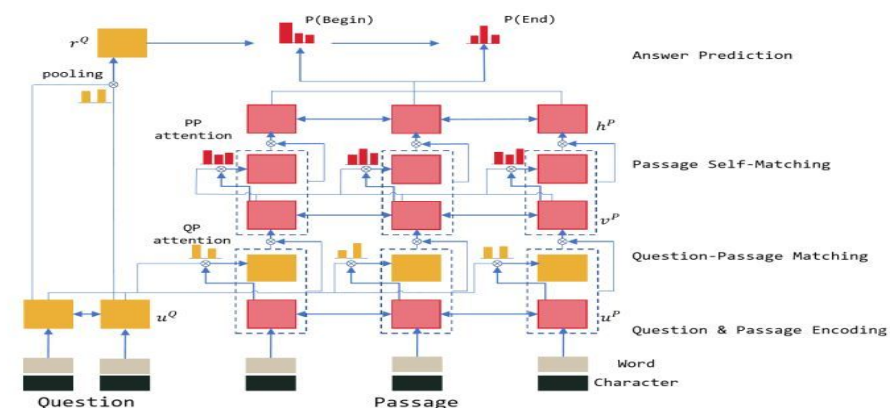 P(Begin)
P(End)
r^Q
Answer Prediction
pooling
PP
attention
h^P
Passage Self-Matching
v^P
QP
attention
Question-Passage Matching
u^Q
u^P
Question & Passage Encoding
Word
Character
Question
Passage